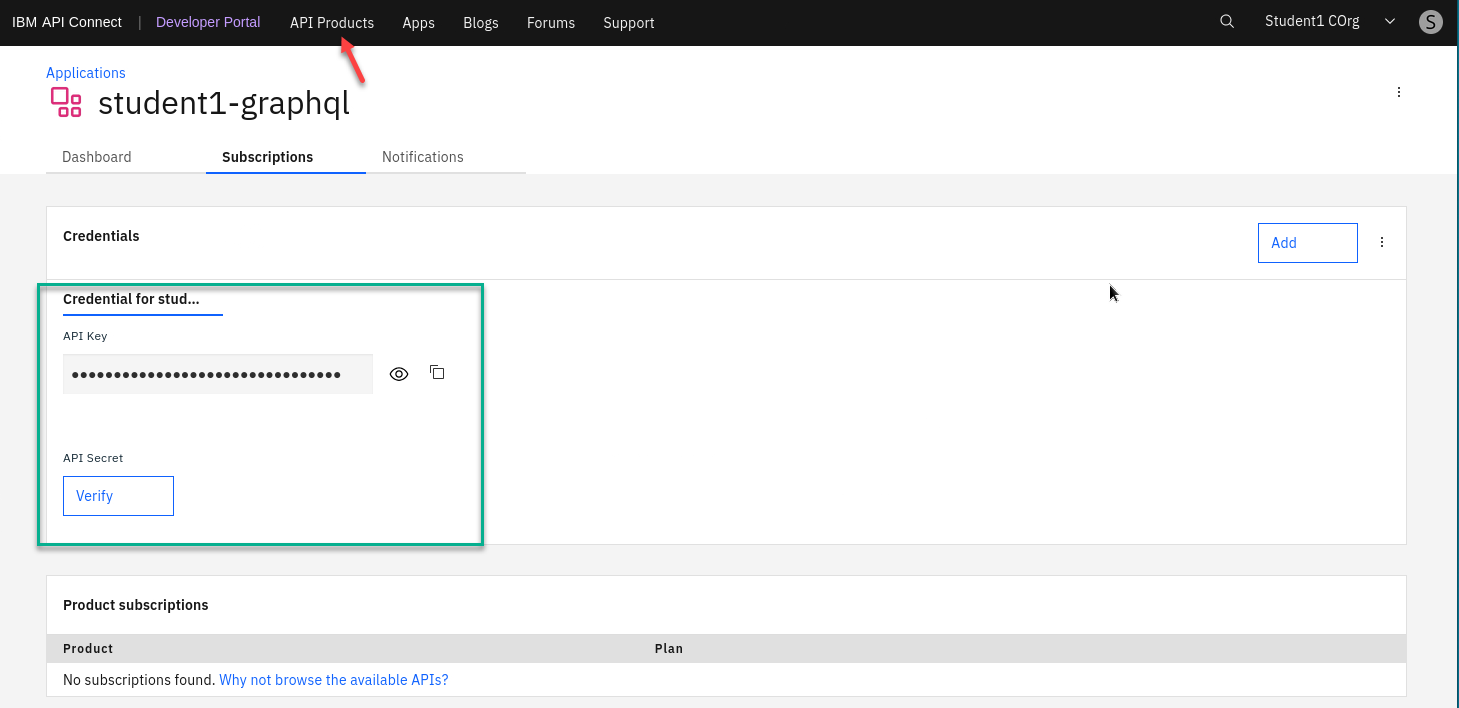 IBM API Connect | Developer Portal API Products Apps Blogs Forums Support Student1 COrg S
Applications
student1-graphql
Dashboard Subscriptions Notifications
Credentials
Add
Credential for stud...
API Key
••••••••••••••••••••••••••••••••
API Secret
Verify
Product subscriptions
Product Plan
No subscriptions found. Why not browse the available APIs?